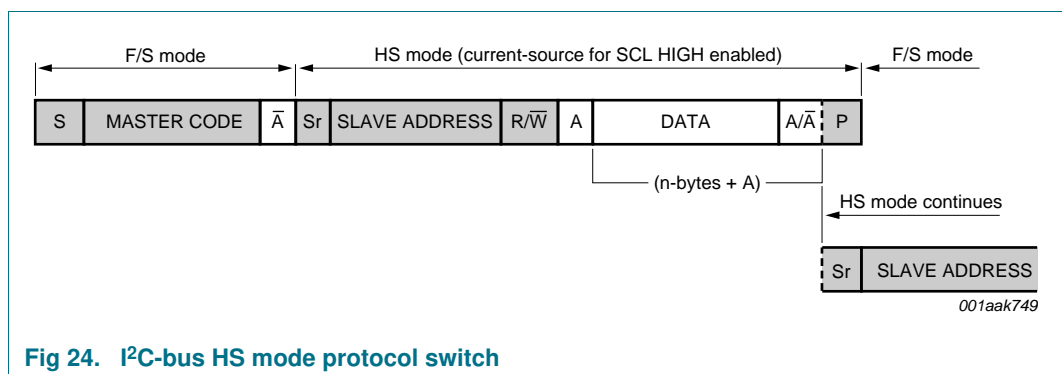 F/S mode HS mode (current-source for SCL HIGH enabled) F/S mode
S MASTER CODE A̅ Sr SLAVE ADDRESS R/W̅ A DATA A/A̅ P
(n-bytes + A)
HS mode continues
Sr SLAVE ADDRESS
001aak749
Fig 24. I²C-bus HS mode protocol switch